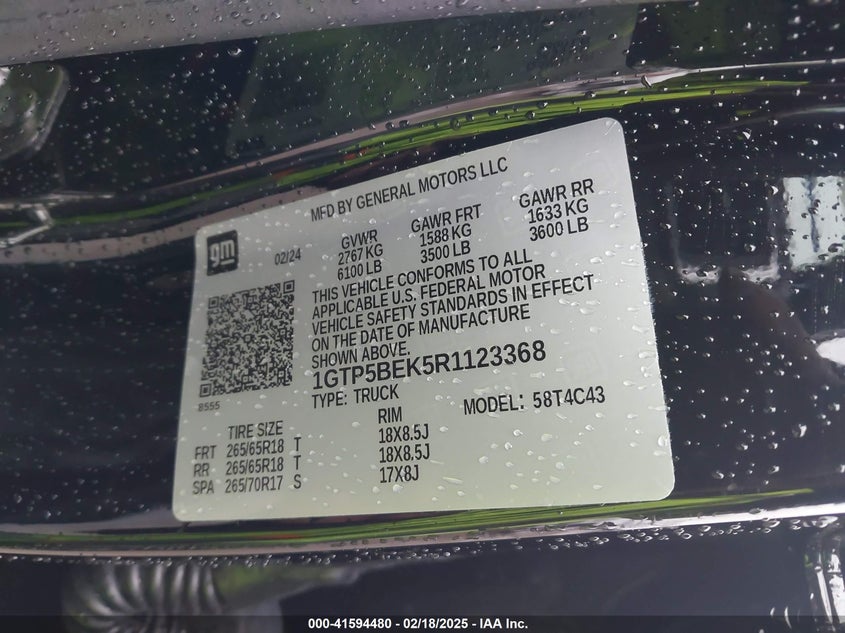 MFD BY GENERAL MOTORS LLC
gm
02/24
GVWR GAWR FRT GAWR RR
2767 KG 1588 KG 1633 KG
6100 LB 3500 LB 3600 LB
THIS VEHICLE CONFORMS TO ALL
APPLICABLE U.S. FEDERAL MOTOR
VEHICLE SAFETY STANDARDS IN EFFECT
ON THE DATE OF MANUFACTURE
SHOWN ABOVE.
1GTP5BEK5R1123368
8555
TYPE: TRUCK MODEL: 58T4C43
TIRE SIZE RIM
FRT 265/65R18 T 18X8.5J
RR 265/65R18 T 18X8.5J
SPA 265/70R17 S 17X8J
000-41594480 - 02/18/2025 - IAA Inc.